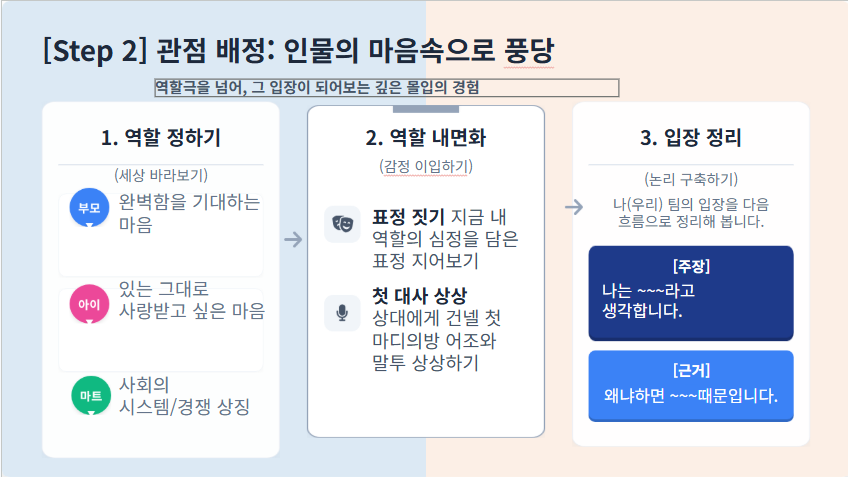 [Step 2] 관점 배정: 인물의 마음속으로 풍당
역할극을 넘어, 그 입장이 되어보는 깊은 몰입의 경험
1. 역할 정하기
(세상 바라보기)
부모
완벽함을 기대하는
마음
아이
있는 그대로
사랑받고 싶은 마음
마트
사회의
시스템/경쟁 상징
2. 역할 내면화
(감정 이입하기)
표정 짓기 지금 내
역할의 심정을 담은
표정 지어보기
첫 대사 상상
상대에게 건넬 첫
마디의방 어조와
말투 상상하기
3. 입장 정리
(논리 구축하기)
나(우리) 팀의 입장을 다음
흐름으로 정리해 봅니다.
[주장]
나는 ~~~라고
생각합니다.
[근거]
왜냐하면 ~~~때문입니다.